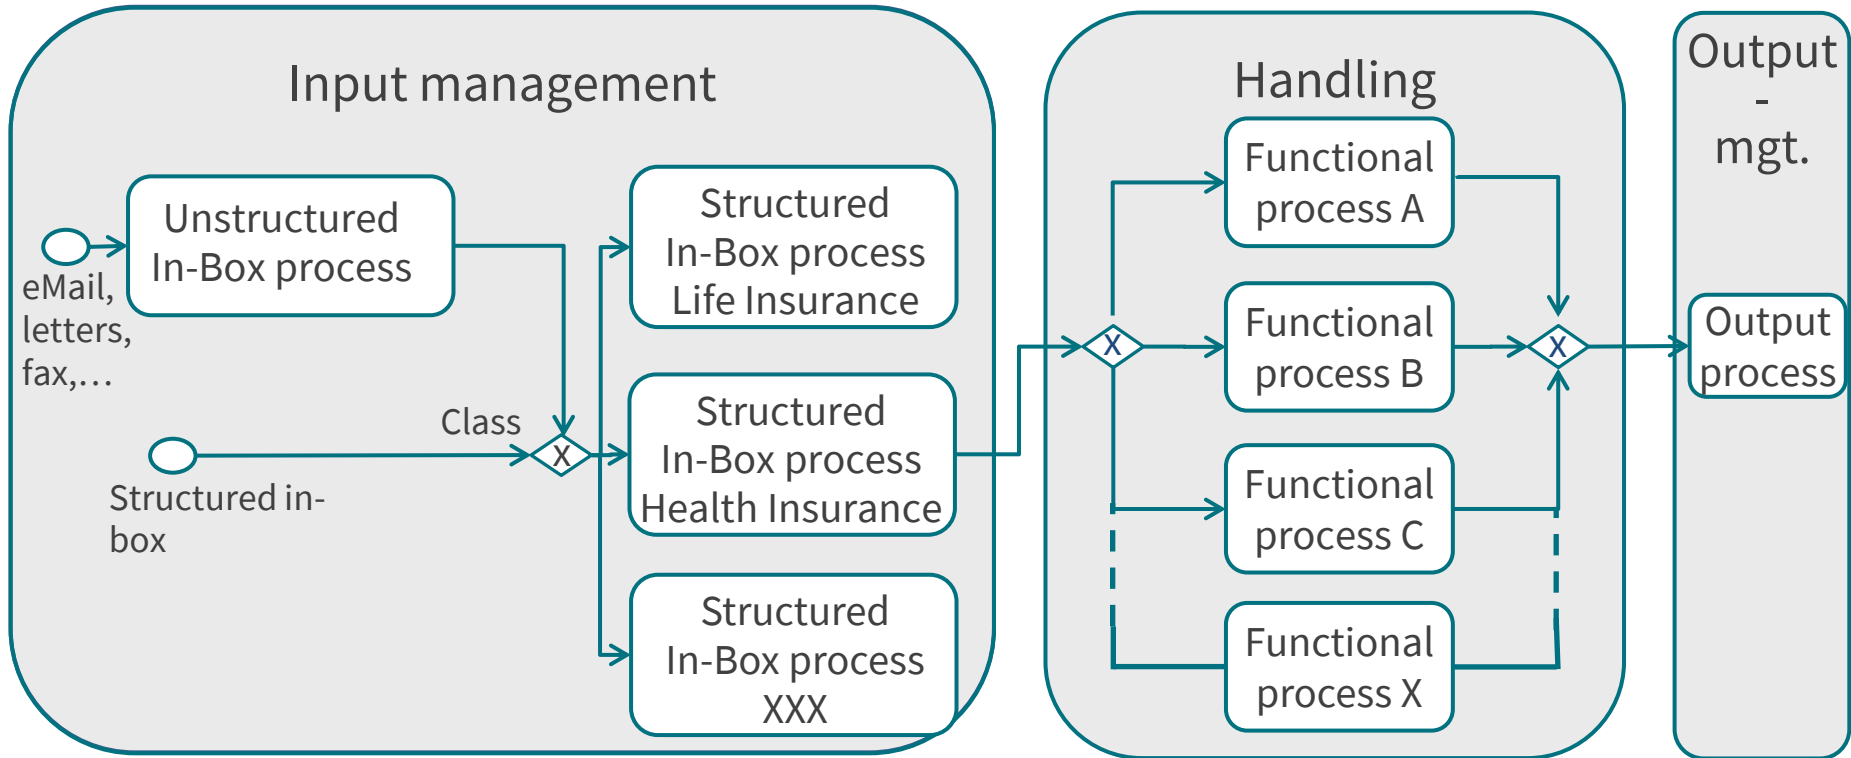 Input management
Unstructured
In-Box process
eMail,
letters,
fax,...
Class
X
Structured in-
box
Structured
In-Box process
Life Insurance
Structured
In-Box process
Health Insurance
Structured
In-Box process
XXX
Handling
X
Functional
process A
Functional
process B
Functional
process C
Functional
process X
X
Output
-
mgt.
Output
process